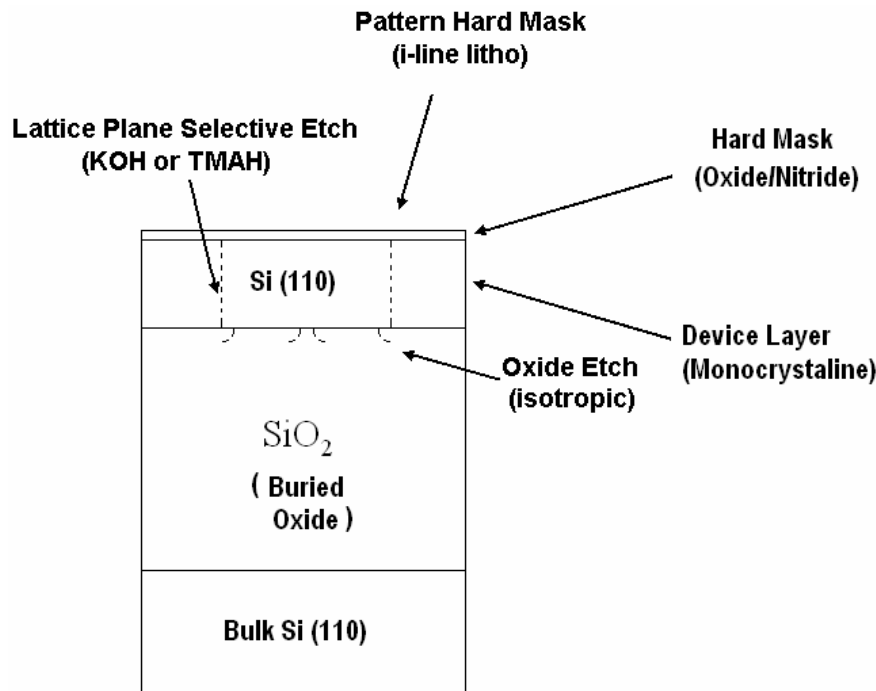 Pattern Hard Mask
(i-line litho)
Lattice Plane Selective Etch
(KOH or TMAH)
Hard Mask
(Oxide/Nitride)
Si (110)
Device Layer
(Monocrystaline)
Oxide Etch
(isotropic)
SiO₂
( Buried
Oxide )
Bulk Si (110)